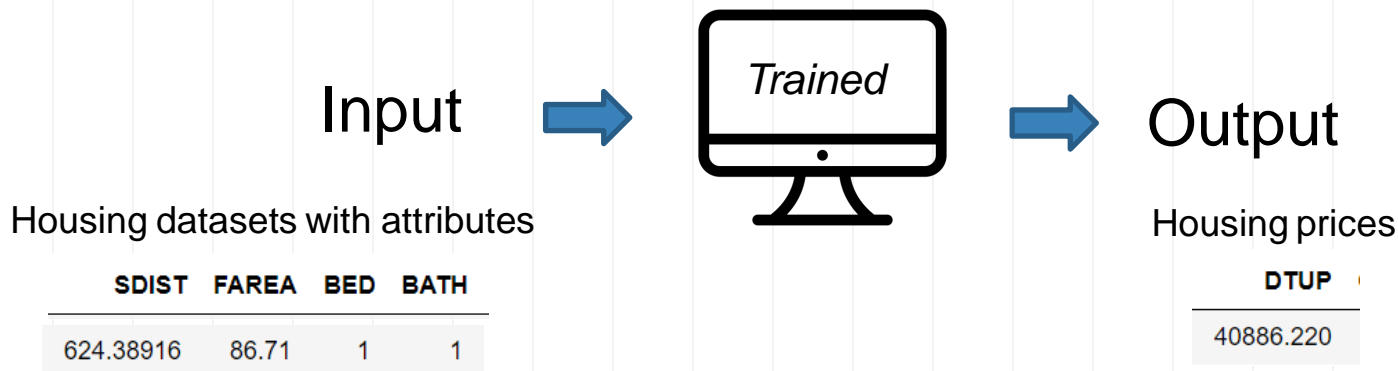 Trained
Input
Output
Housing datasets with attributes
Housing prices
SDIST FAREA BED BATH
624.38916 86.71 1 1
DTUP
40886.220